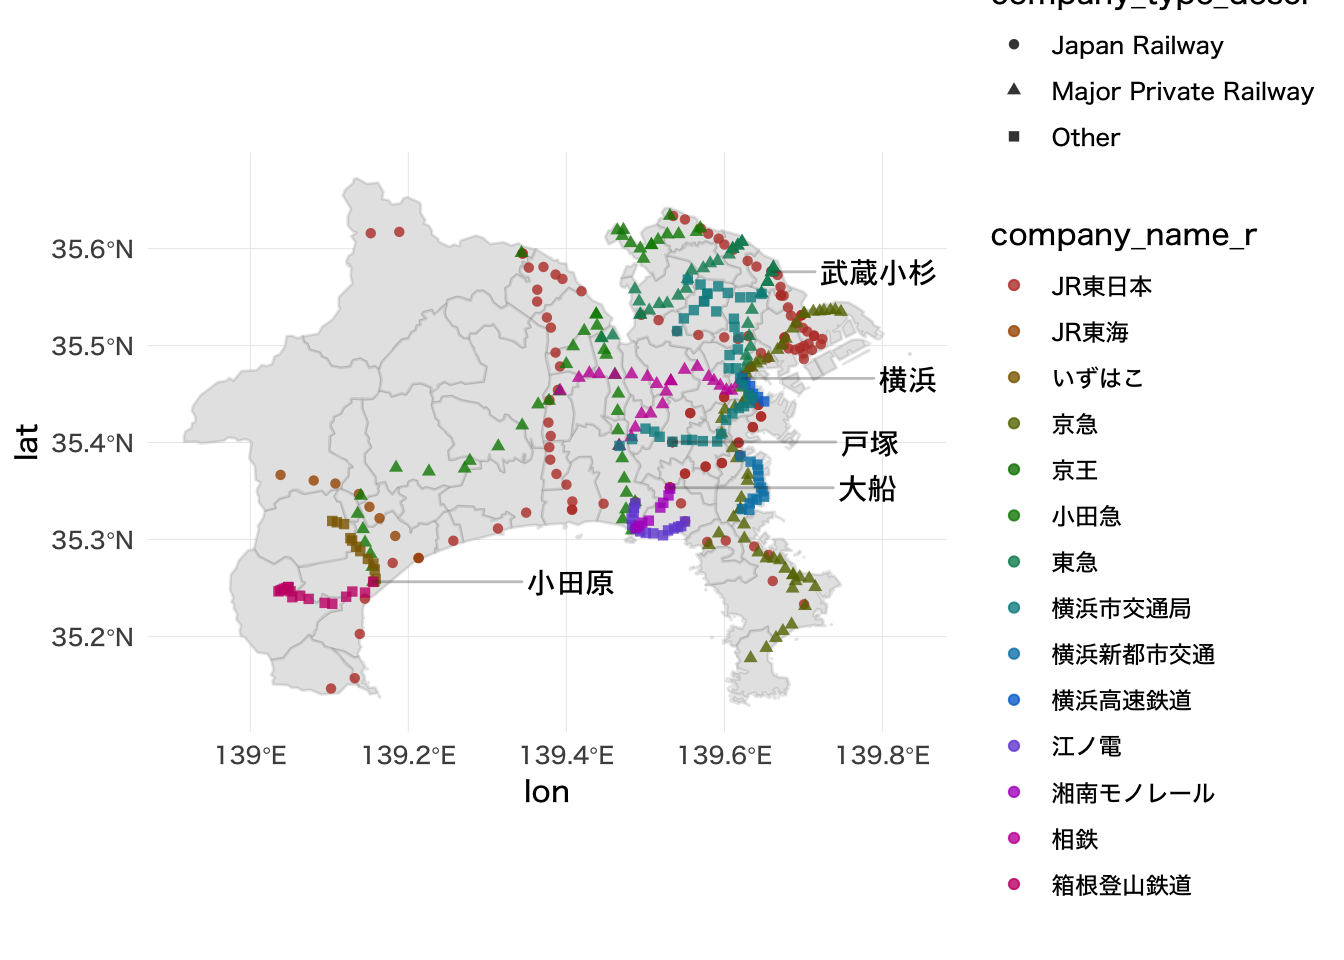 company_type_descr
Japan Railway
Major Private Railway
Other
company_name_r
JR東日本
JR東海
いずはこ
京急
京王
小田急
東急
横浜市交通局
横浜新都市交通
横浜高速鉄道
江ノ電
湘南モノレール
相鉄
箱根登山鉄道
武蔵小杉
横浜
戸塚
大船
小田原
lat
35.6°N
35.5°N
35.4°N
35.3°N
35.2°N
139°E
139.2°E
139.4°E
139.6°E
139.8°E
lon